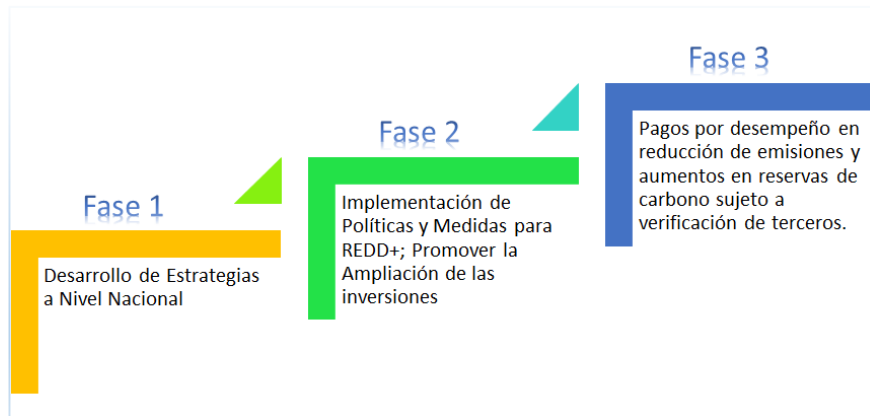 Fase 1
Desarrollo de Estrategias
a Nivel Nacional
Fase 2
Implementación de
Políticas y Medidas para
REDD+; Promover la
Ampliación de las
inversiones
Fase 3
Pagos por desempeño en
reducción de emisiones y
aumentos en reservas de
carbono sujeto a
verificación de terceros.